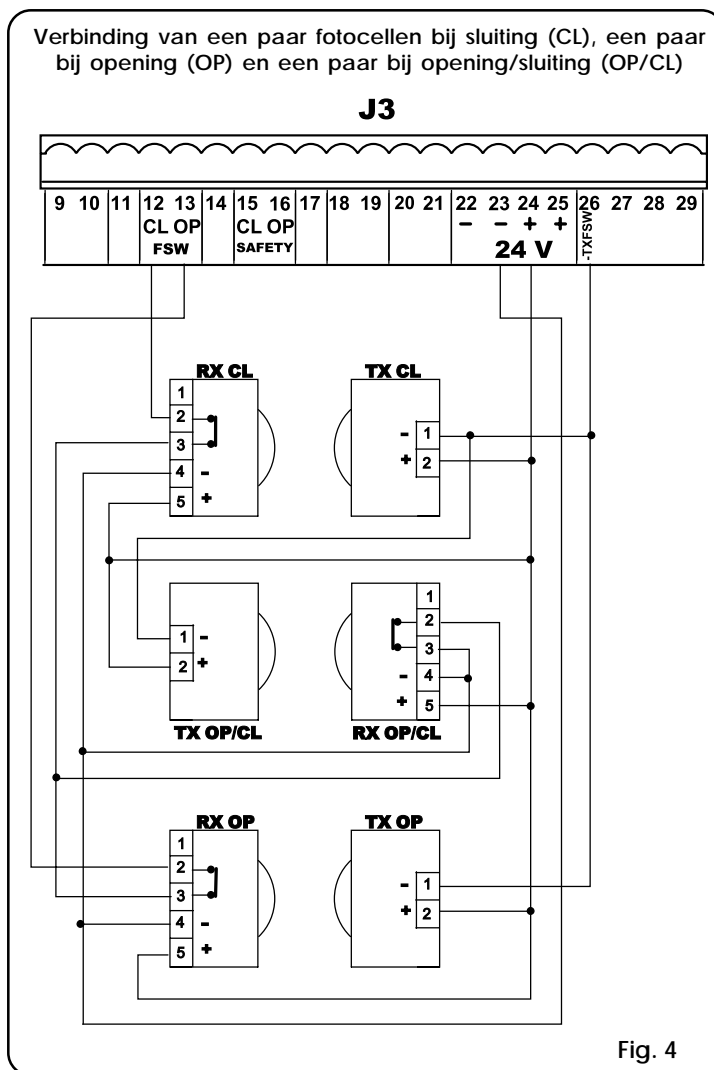 Verbinding van een paar fotocellen bij sluiting (CL), een paar
bij opening (OP) en een paar bij opening/sluiting (OP/CL)
J3
9 10 11 12 13 14 15 16 17 18 19 20 21 22 23 24 25 26 27 28 29
CL OP CL OP - - + + -TXFSW
FSW SAFETY 24 V
RX CL TX CL
1
2
3
4 -
5 +
- 1
+ 2
1 -
2 +
1
2
3
- 4
+ 5
TX OP/CL RX OP/CL
RX OP TX OP
1
2
3
4 -
5 +
- 1
+ 2
Fig. 4